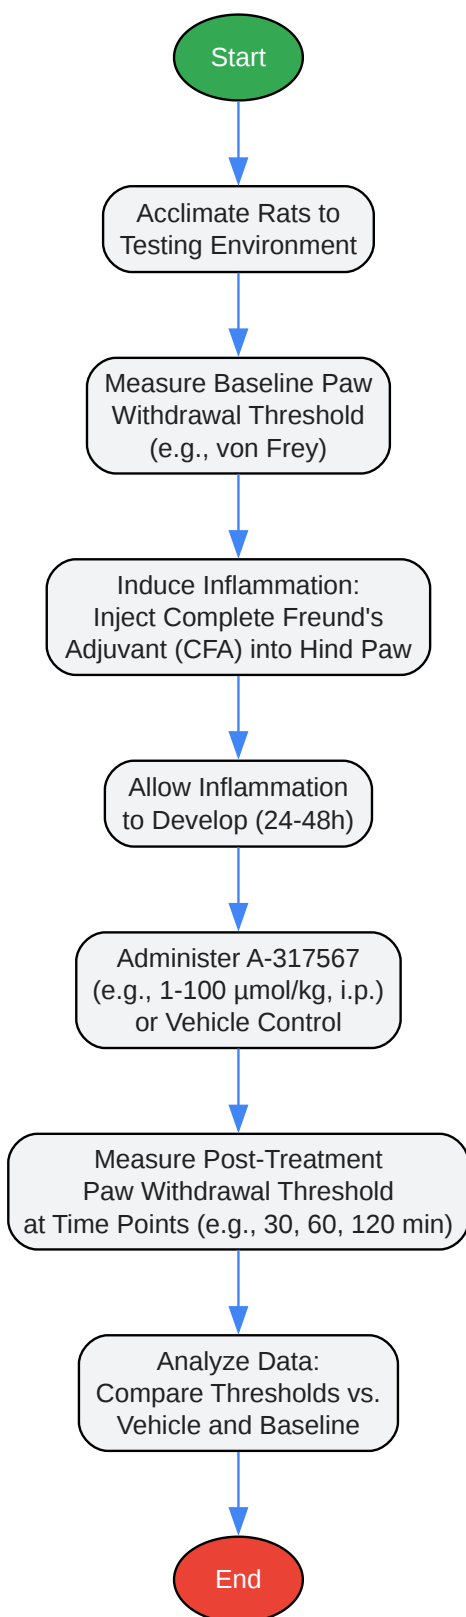 Start
Acclimate Rats to
Testing Environment
Measure Baseline Paw
Withdrawal Threshold
(e.g., von Frey)
Induce Inflammation:
Inject Complete Freund's
Adjuvant (CFA) into Hind Paw
Allow Inflammation
to Develop (24-48h)
Administer A-317567
(e.g., 1-100 µmol/kg, i.p.)
or Vehicle Control
Measure Post-Treatment
Paw Withdrawal Threshold
at Time Points (e.g., 30, 60, 120 min)
Analyze Data:
Compare Thresholds vs.
Vehicle and Baseline
End